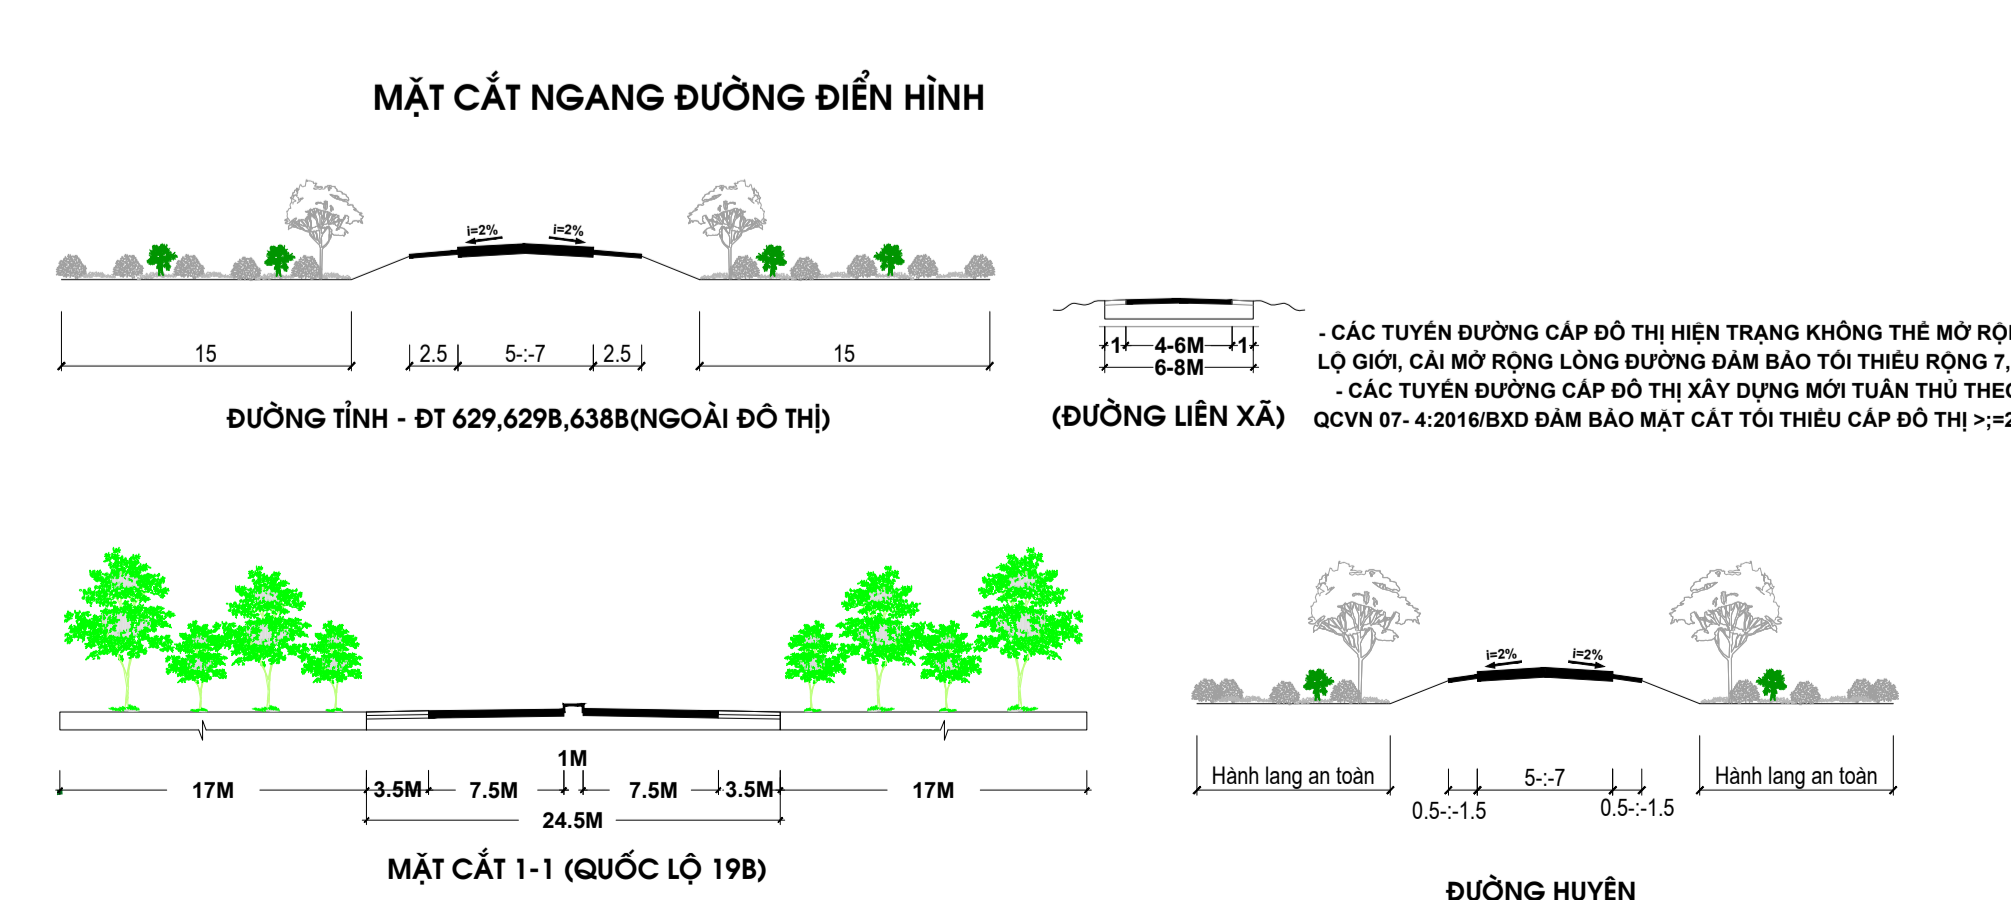 MẶT CẮT NGANG ĐƯỜNG ĐIỂN HÌNH
i=2% i=2%
15 2.5 5-:-7 2.5 15
ĐƯỜNG TỈNH - ĐT 629,629B,638B(NGOÀI ĐÔ THỊ)
1 4-6M 1
6-8M
(ĐƯỜNG LIÊN XÃ)
- CÁC TUYẾN ĐƯỜNG CẤP ĐÔ THỊ HIỆN TRẠNG KHÔNG THỂ MỞ
LỘ GIỚI, CẢI MỞ RỘNG LÒNG ĐƯỜNG ĐẢM BẢO TỐI THIỂU RỘNG 7,
- CÁC TUYẾN ĐƯỜNG CẤP ĐÔ THỊ XÂY DỰNG MỚI TUÂN THỦ
QCVN 07- 4:2016/BXD ĐẢM BẢO MẶT CẮT TỐI THIỂU CẤP ĐÔ THỊ >;=
1M
17M 3.5M 7.5M 7.5M 3.5M 17M
24.5M
MẶT CẮT 1-1 (QUỐC LỘ 19B)
i=2% i=2%
Hành lang an toàn 5-:-7 Hành lang an toàn
0.5-:-1.5 0.5-:-1.5
ĐƯỜNG HUYỆN